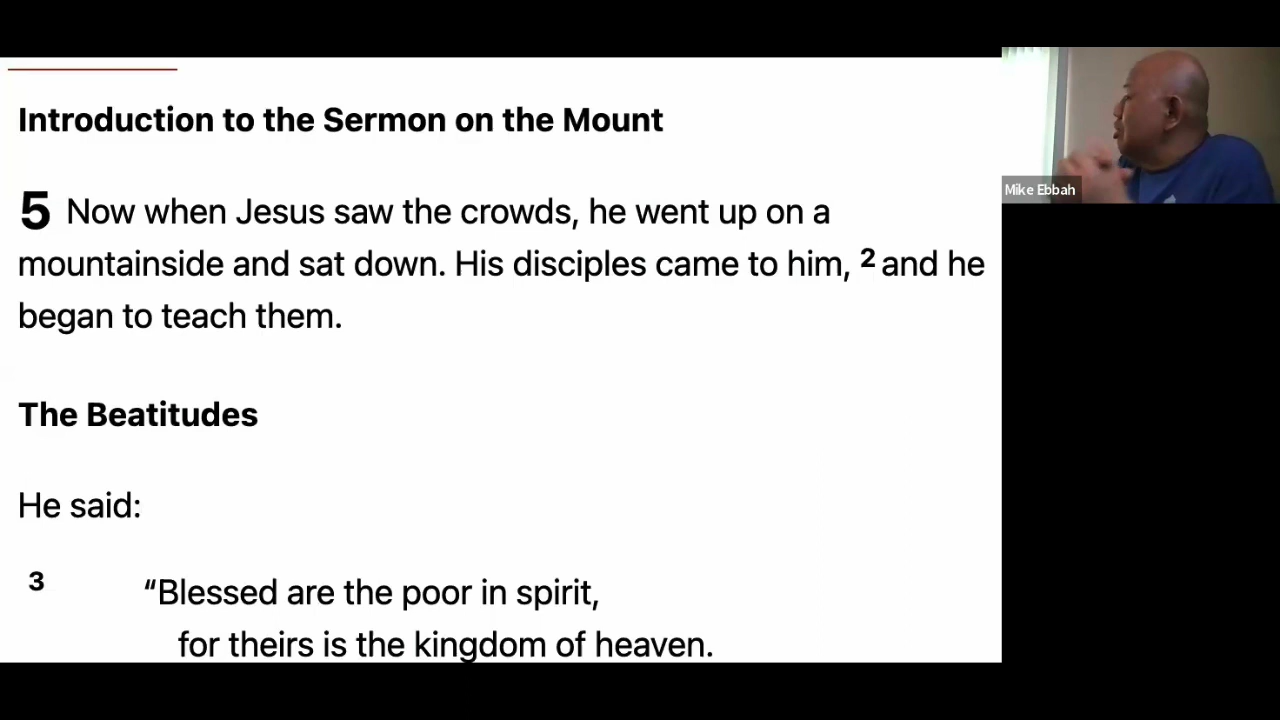 Introduction to the Sermon on the Mount
5 Now when Jesus saw the crowds, he went up on a
mountainside and sat down. His disciples came to him, 2 and he
began to teach them.
The Beatitudes
He said:
3 “Blessed are the poor in spirit,
for theirs is the kingdom of heaven.
Mike Ebbah